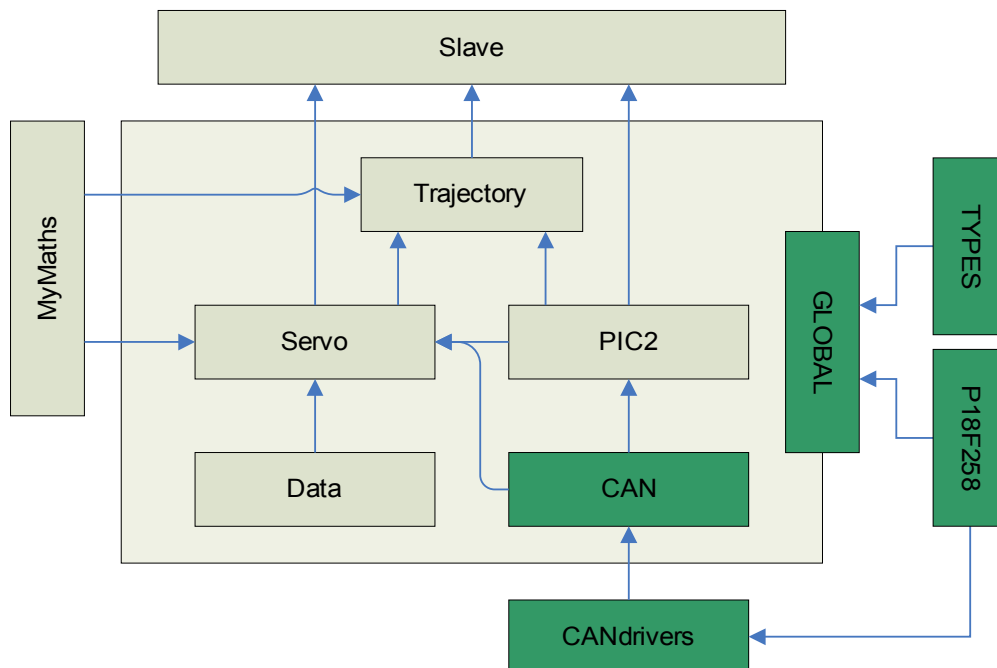 Slave
MyMaths
Trajectory
TYPES
GLOBAL
Servo
PIC2
P18F258
Data
CAN
CANdrivers